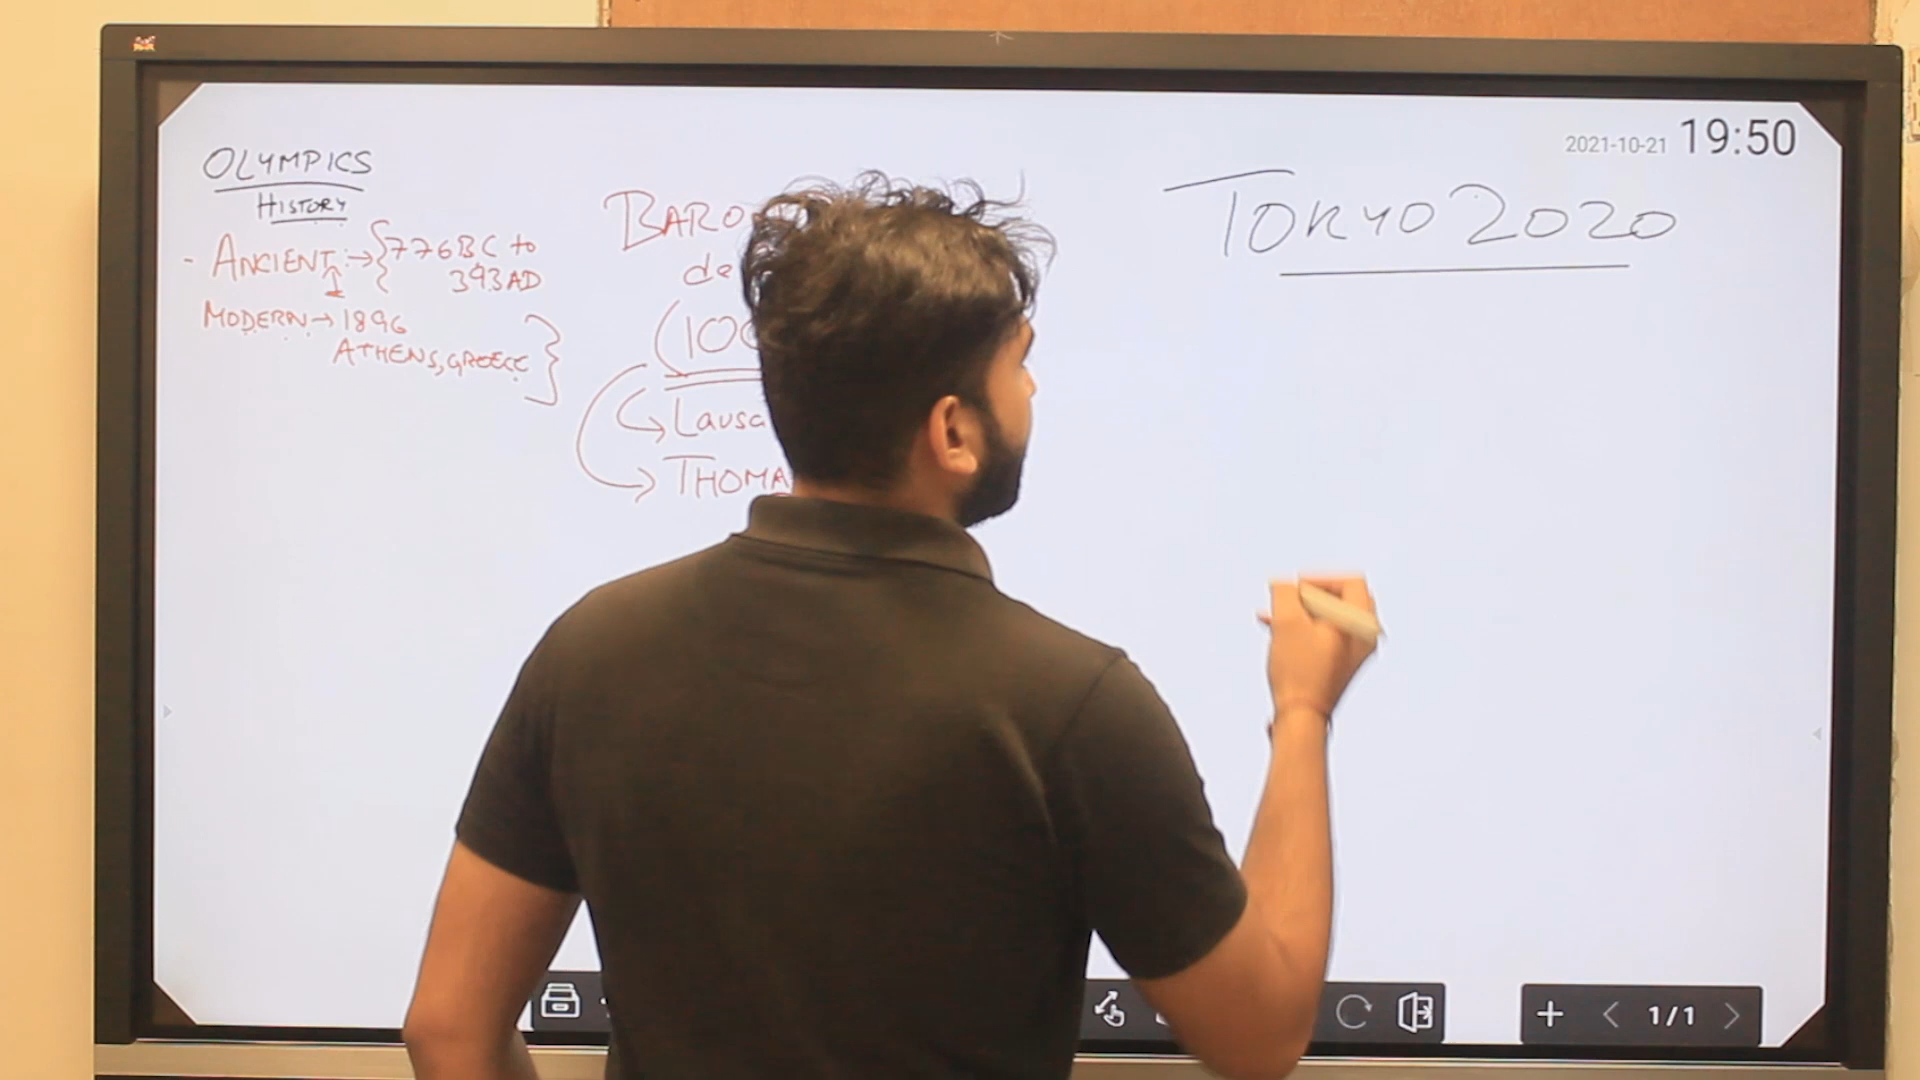 2021-10-21 19:50
OLYMPICS
HISTORY
- ANCIENT :→ 776BC to
393AD
MODERN → 1896
ATHENS, GREECE
BARO
de
(100
→ Lausa
→ THOMA
TOKYO 2020
1/1